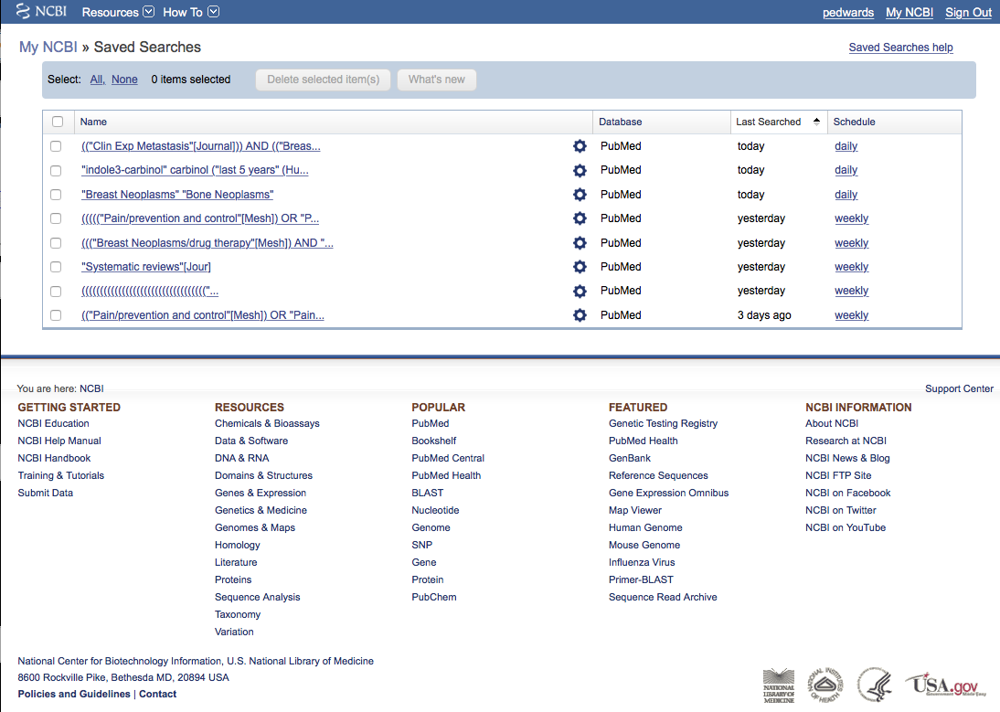 NCBI Resources How To pedwards My NCBI Sign Out
My NCBI » Saved Searches Saved Searches help
Select: All, None 0 items selected Delete selected item(s) What's new
Name Database Last Searched Schedule
(("Clin Exp Metastasis"[Journal])) AND (("Breas... PubMed today daily
"indole3-carbinol" carbinol ("last 5 years" (Hu... PubMed today daily
"Breast Neoplasms" "Bone Neoplasms" PubMed today daily
((((("Pain/prevention and control"[Mesh]) OR "P... PubMed yesterday weekly
((("Breast Neoplasms/drug therapy"[Mesh]) AND "... PubMed yesterday weekly
"Systematic reviews"[Jour] PubMed yesterday weekly
(((((((((((((((((((((((((((((((((("... PubMed yesterday weekly
(("Pain/prevention and control"[Mesh]) OR "Pain... PubMed 3 days ago weekly
You are here: NCBI Support Center
GETTING STARTED RESOURCES POPULAR FEATURED NCBI INFORMATION
NCBI Education Chemicals & Bioassays PubMed Genetic Testing Registry About NCBI
NCBI Help Manual Data & Software Bookshelf PubMed Health Research at NCBI
NCBI Handbook DNA & RNA PubMed Central GenBank NCBI News & Blog
Training & Tutorials Domains & Structures PubMed Health Reference Sequences NCBI FTP Site
Submit Data Genes & Expression BLAST Gene Expression Omnibus NCBI on Facebook
Genetics & Medicine Nucleotide Map Viewer NCBI on Twitter
Genomes & Maps Genome Human Genome NCBI on YouTube
Homology SNP Mouse Genome
Literature Gene Influenza Virus
Proteins Protein Primer-BLAST
Sequence Analysis PubChem Sequence Read Archive
Taxonomy
Variation
National Center for Biotechnology Information, U.S. National Library of Medicine
8600 Rockville Pike, Bethesda MD, 20894 USA
Policies and Guidelines | Contact
NATIONAL LIBRARY OF MEDICINE
NATIONAL INSTITUTES OF HEALTH
USA.gov
Government Made Easy